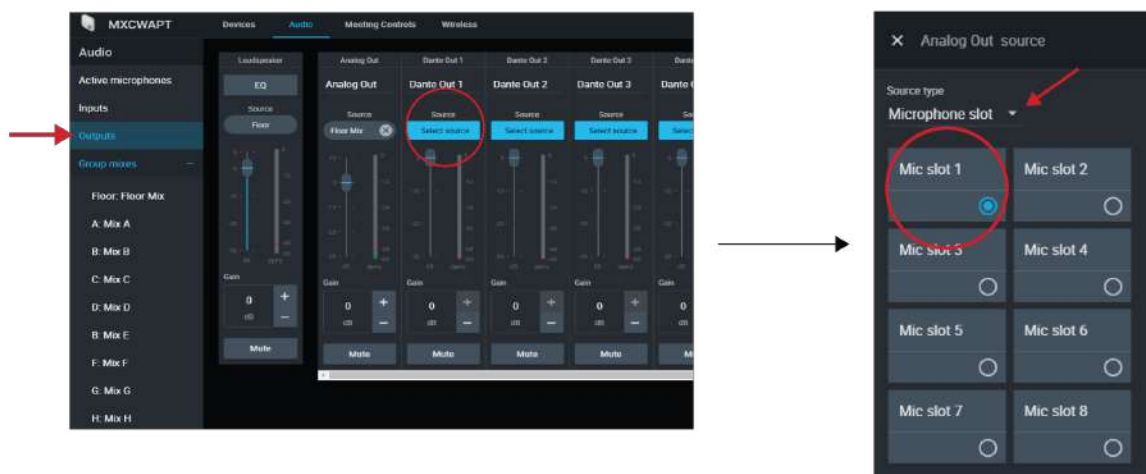 MXCWAPT
Devices Audio Meeting Controls Wireless
Audio
Active microphones
Inputs
Outputs
Group mixes
Floor: Floor Mix
A: Mix A
B: Mix B
C: Mix C
D: Mix D
B: Mix E
F: Mix F
G: Mix G
H: Mix H
Loudspeaker
EQ
Source
Floor
Gain
0
dB
Mute
Analog Out
Analog Out
Source
Floor Mix
Gain
0
dB
Mute
Dante Out 1
Dante Out 1
Source
Select source
Gain
0
dB
Mute
Dante Out 2
Dante Out 2
Source
Select source
Gain
0
dB
Mute
Dante Out 3
Dante Out 3
Source
Select source
Gain
0
dB
Mute
Analog Out source
Source type
Microphone slot
Mic slot 1 Mic slot 2
Mic slot 3 Mic slot 4
Mic slot 5 Mic slot 6
Mic slot 7 Mic slot 8